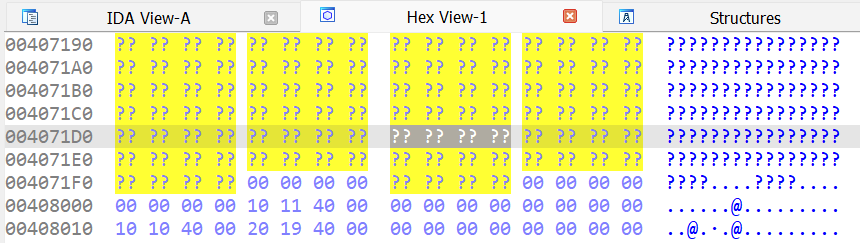 IDA View-A Hex View-1 Structures
00407190 ?? ?? ?? ?? ?? ?? ?? ?? ?? ?? ?? ?? ?? ?? ?? ?? ????????????????
004071A0 ?? ?? ?? ?? ?? ?? ?? ?? ?? ?? ?? ?? ?? ?? ?? ?? ????????????????
004071B0 ?? ?? ?? ?? ?? ?? ?? ?? ?? ?? ?? ?? ?? ?? ?? ?? ????????????????
004071C0 ?? ?? ?? ?? ?? ?? ?? ?? ?? ?? ?? ?? ?? ?? ?? ?? ????????????????
004071D0 ?? ?? ?? ?? ?? ?? ?? ?? ?? ?? ?? ?? ?? ?? ?? ?? ????????????????
004071E0 ?? ?? ?? ?? ?? ?? ?? ?? ?? ?? ?? ?? ?? ?? ?? ?? ????????????????
004071F0 ?? ?? ?? ?? 00 00 00 00 ?? ?? ?? ?? 00 00 00 00 ????....????....
00408000 00 00 00 00 10 11 40 00 00 00 00 00 00 00 00 00 ......@.........
00408010 10 10 40 00 20 19 40 00 00 00 00 00 00 00 00 00 ..@.·.@.........